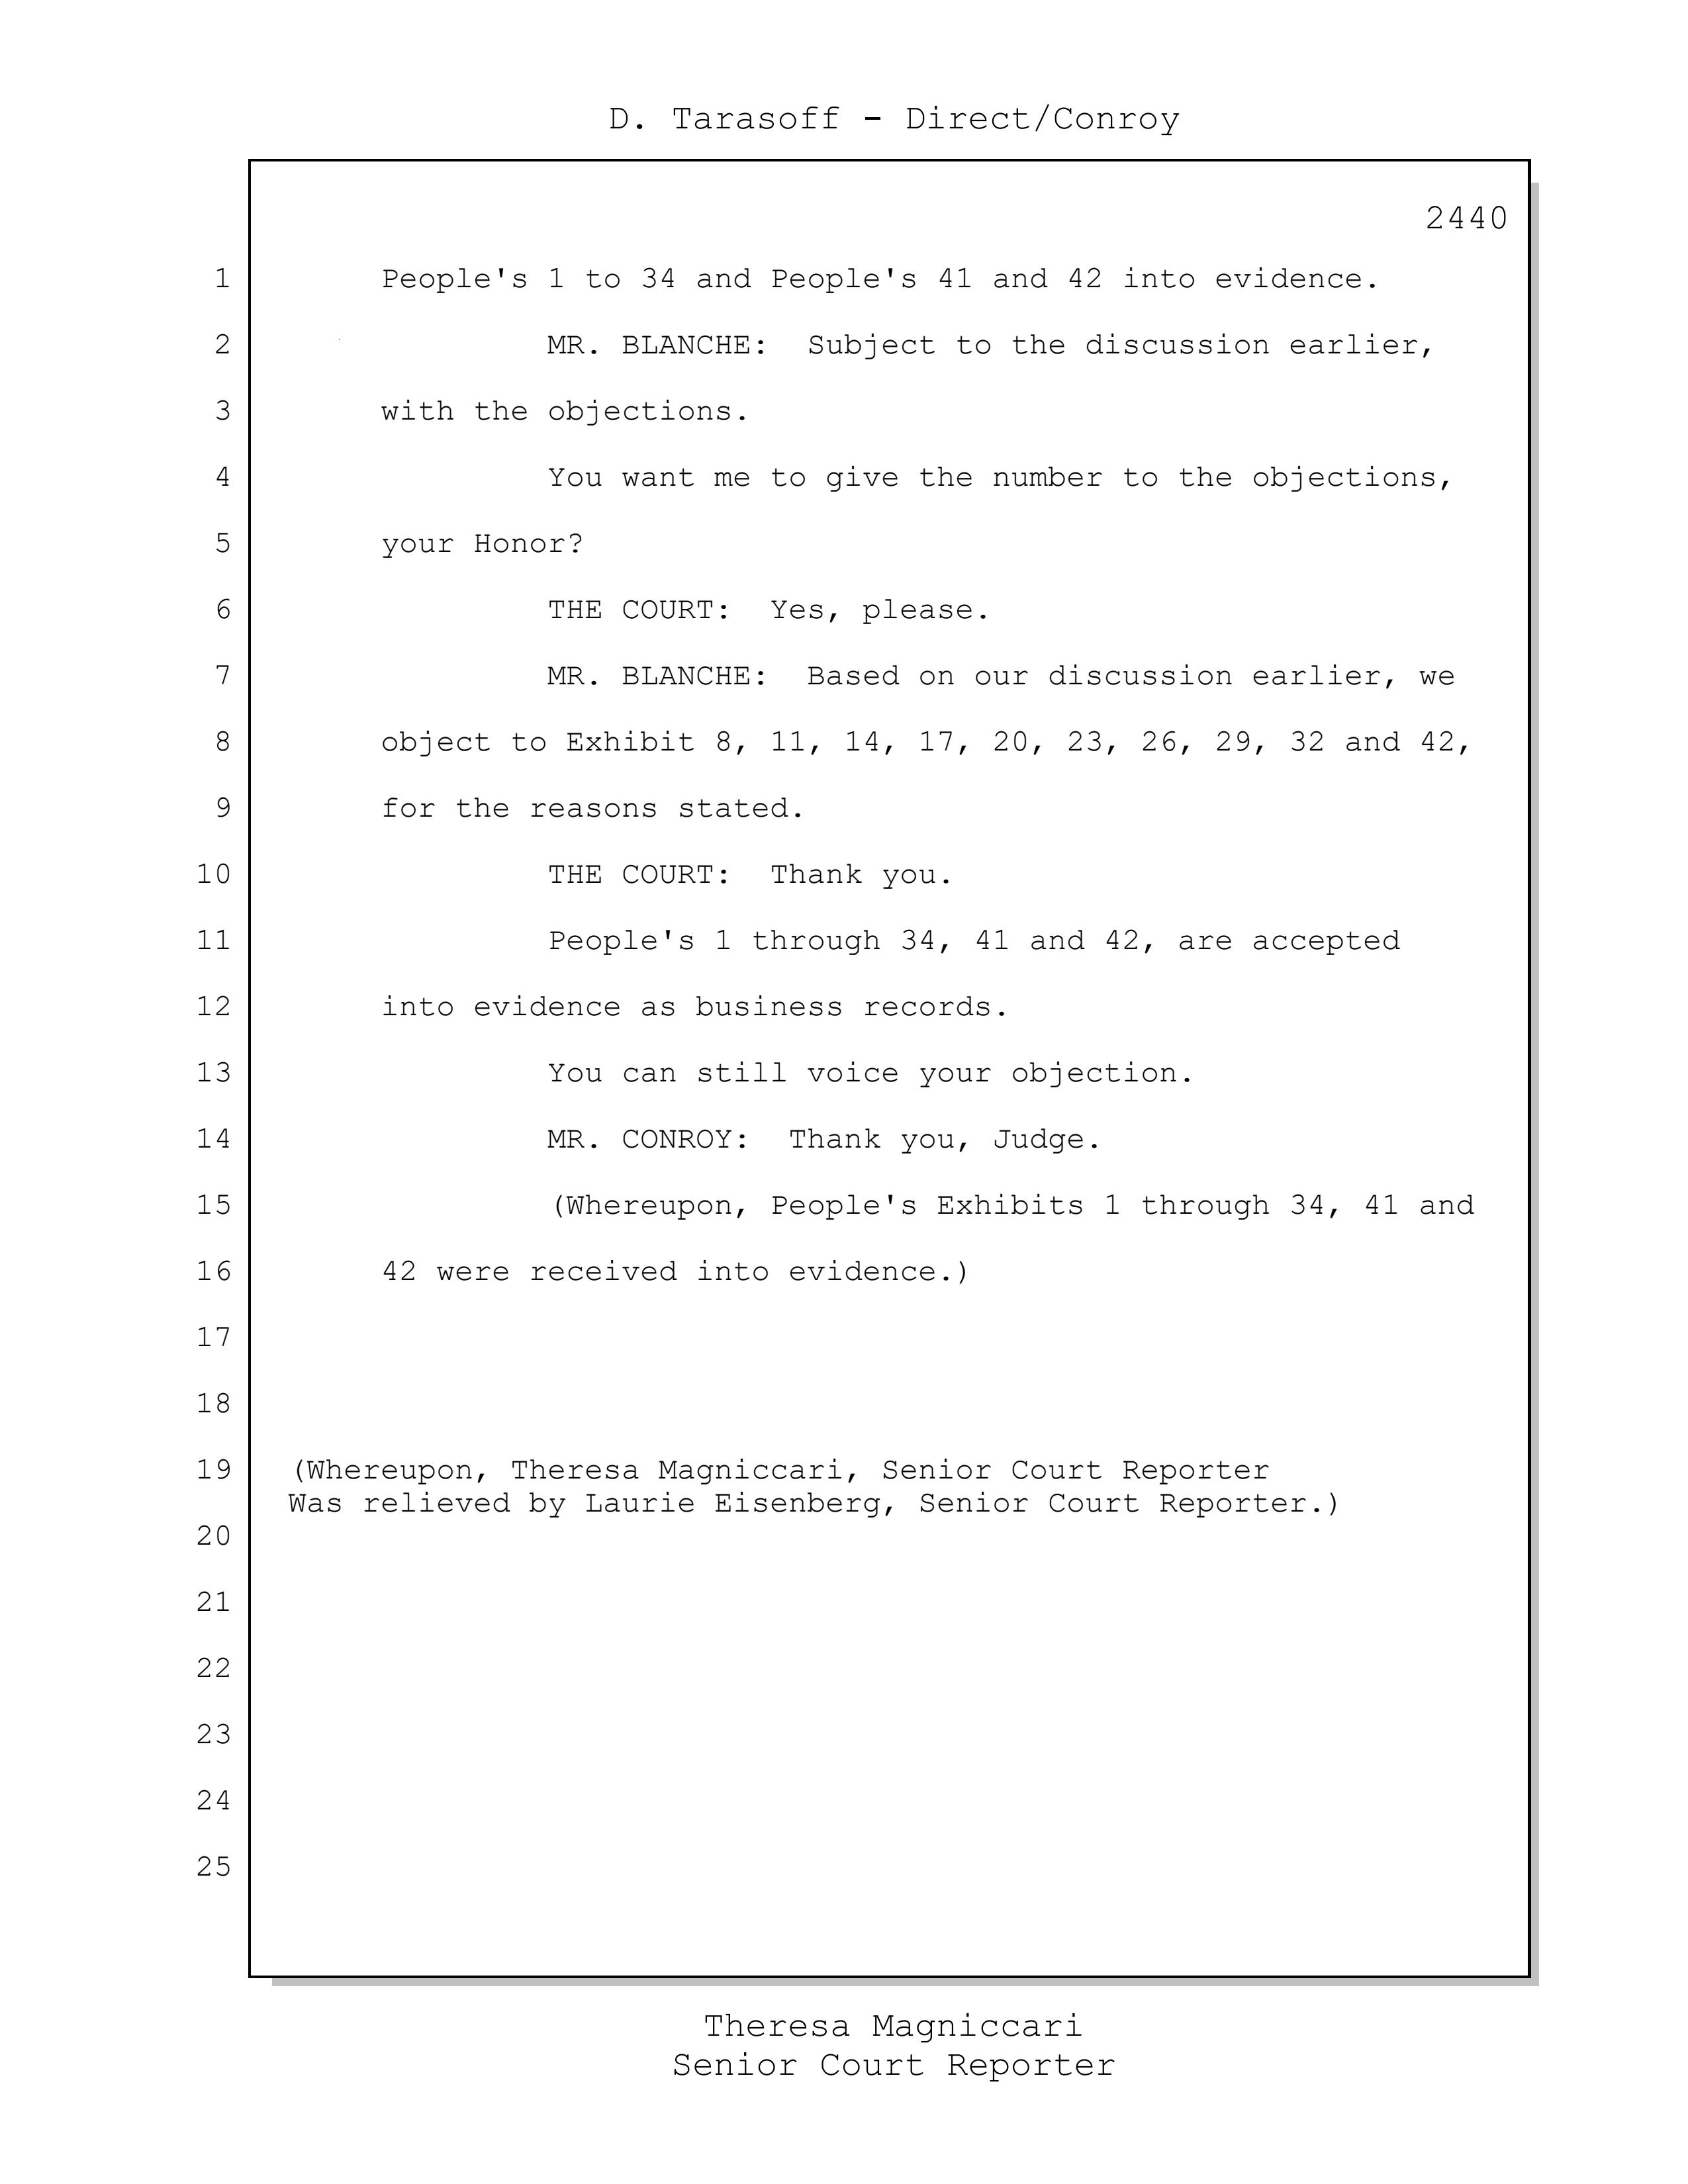 D. Tarasoff - Direct/Conroy
2440
1 People's 1 to 34 and People's 41 and 42 into evidence.
2 MR. BLANCHE: Subject to the discussion earlier,
3 with the objections.
4 You want me to give the number to the objections,
5 your Honor?
6 THE COURT: Yes, please.
7 MR. BLANCHE: Based on our discussion earlier, we
8 object to Exhibit 8, 11, 14, 17, 20, 23, 26, 29, 32 and 42,
9 for the reasons stated.
10 THE COURT: Thank you.
11 People's 1 through 34, 41 and 42, are accepted
12 into evidence as business records.
13 You can still voice your objection.
14 MR. CONROY: Thank you, Judge.
15 (Whereupon, People's Exhibits 1 through 34, 41 and
16 42 were received into evidence.)
17
18
19 (Whereupon, Theresa Magniccari, Senior Court Reporter
Was relieved by Laurie Eisenberg, Senior Court Reporter.)
20
21
22
23
24
25
Theresa Magniccari
Senior Court Reporter